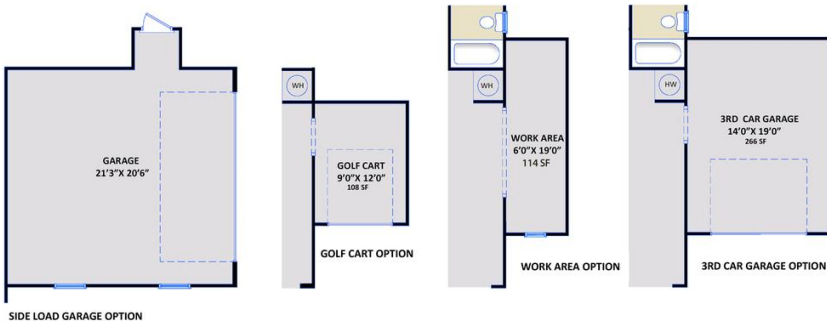 GARAGE
21'3"X 20'6"
SIDE LOAD GARAGE OPTION
WH
GOLF CART
9'0"X 12'0"
108 SF
GOLF CART OPTION
WH
WORK AREA
6'0"X 19'0"
114 SF
WORK AREA OPTION
HW
3RD CAR GARAGE
14'0"X 19'0"
266 SF
3RD CAR GARAGE OPTION